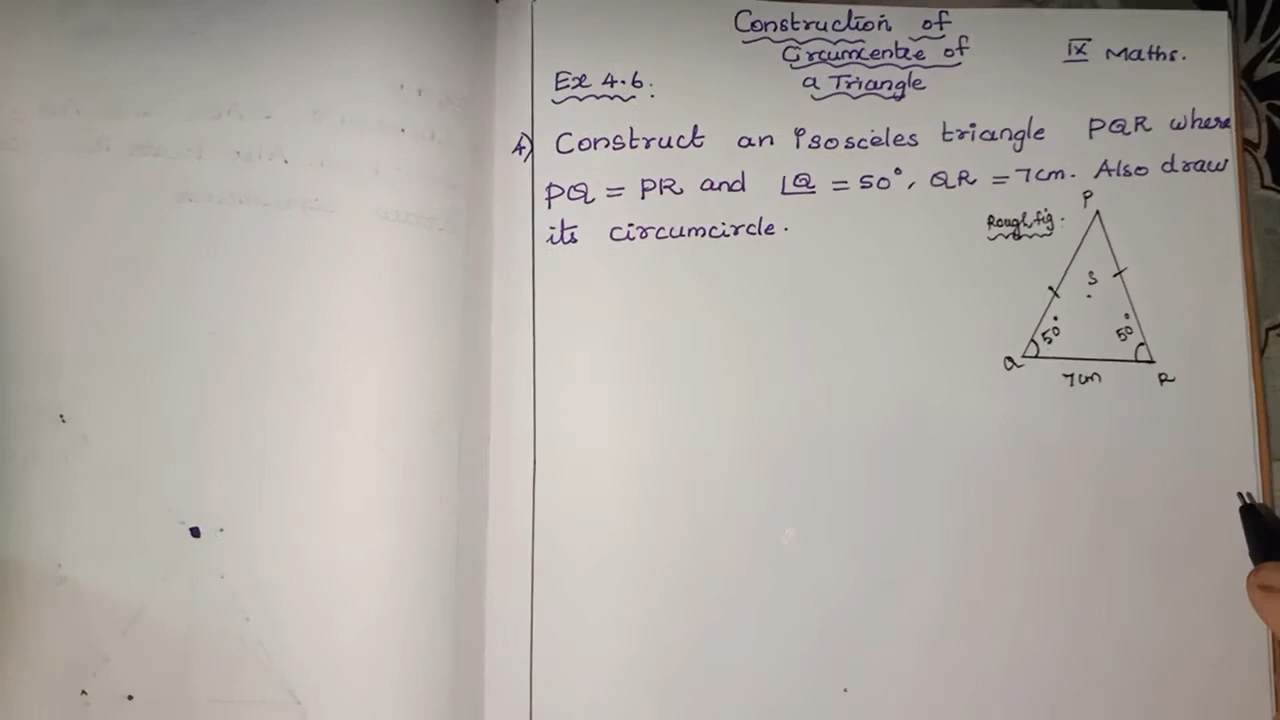 Construction of
Circumcentre of
a Triangle
IX Maths.
Ex 4.6:
4) Construct an isosceles triangle PQR where
PQ = PR and ∠Q = 50°, QR = 7cm. Also draw
its circumcircle.
Rough fig:
P
S
50°
50°
Q
R
7cm